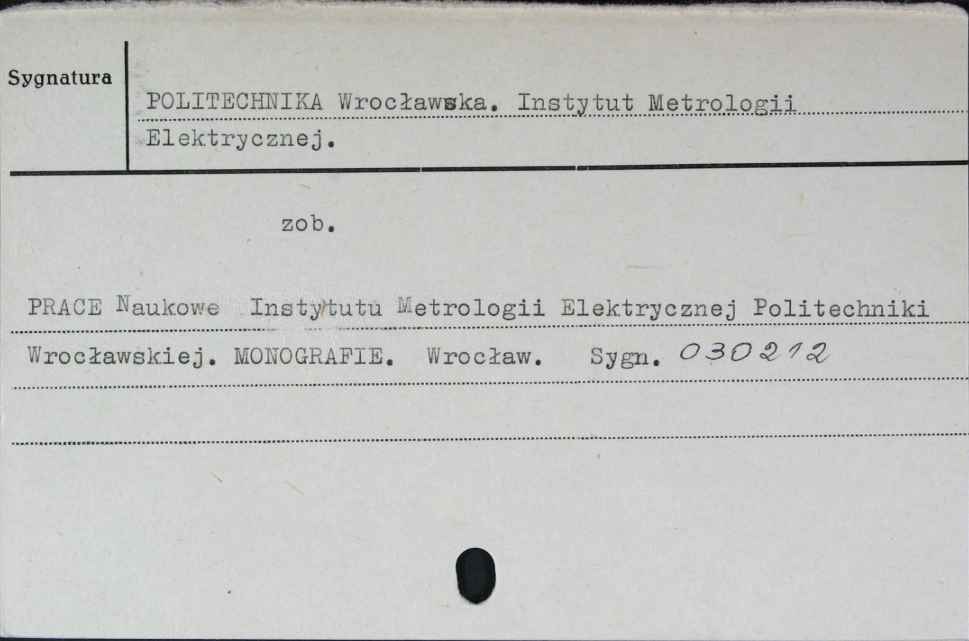 Sygnatura
POLITECHNIKA Wrocławska. Instytut Metrologii
Elektrycznej.
zob.
PRACE Naukowe Instytutu Metrologii Elektrycznej Politechniki
Wrocławskiej. MONOGRAFIE. Wrocław. Sygn. 030212